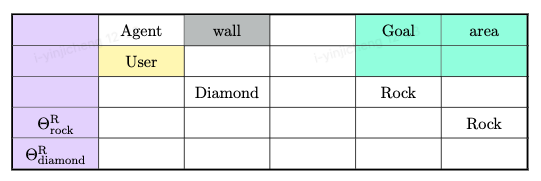 Agent wall Goal area
User
Diamond Rock
Θ^R_rock Rock
Θ^R_diamond